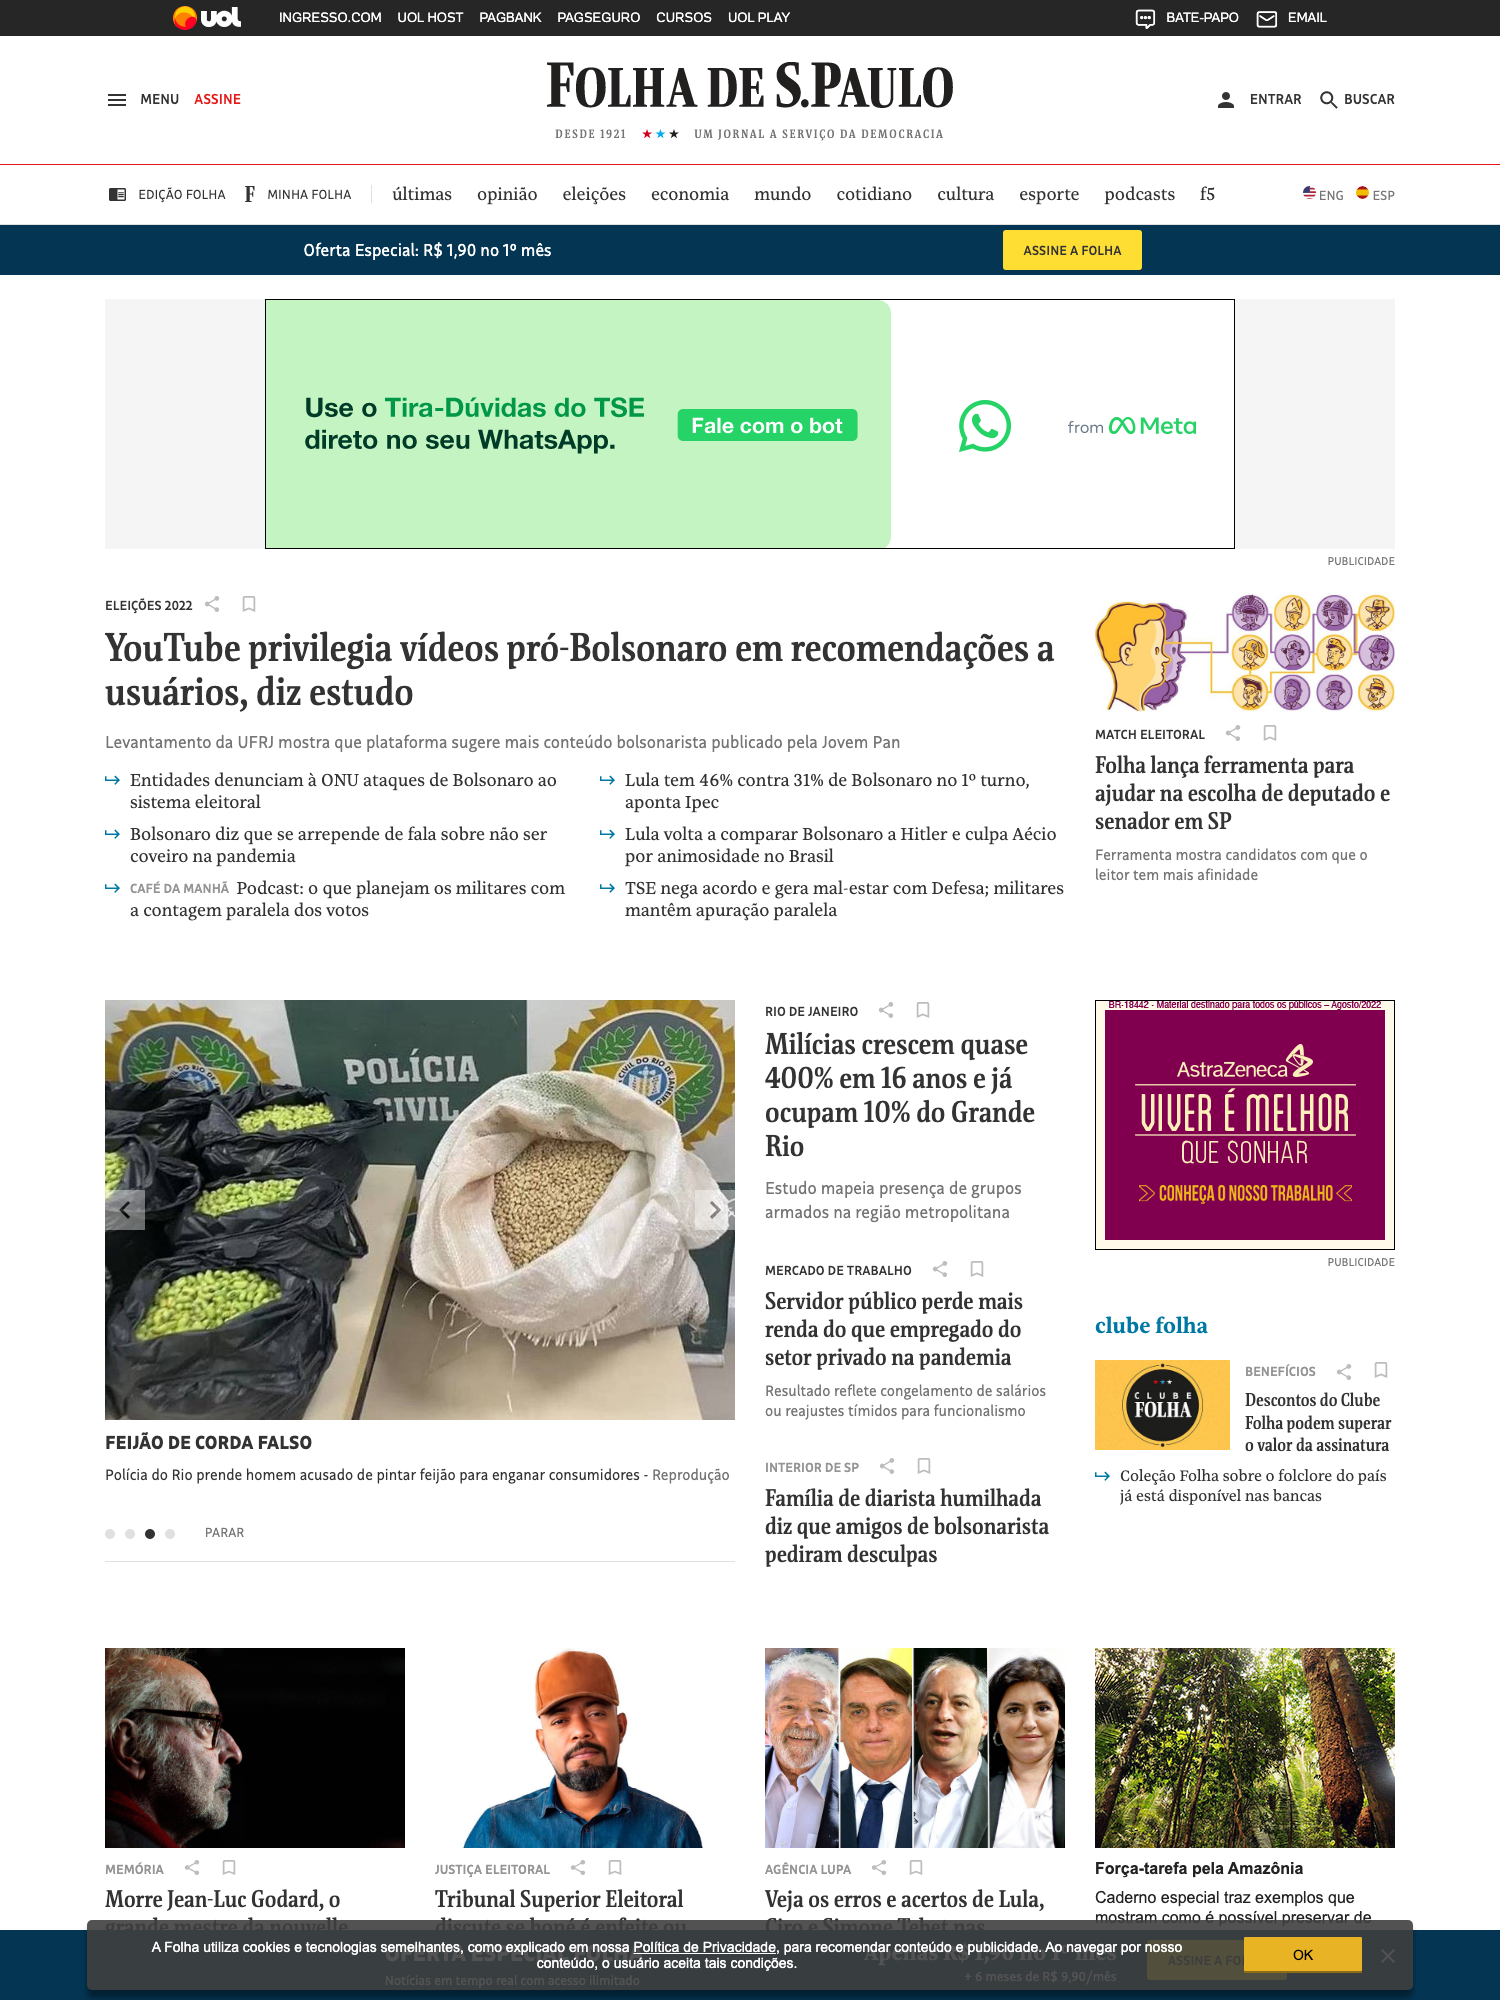 uol
INGRESSO.COM
UOL HOST
PAGBANK
PAGSEGURO
CURSOS
UOL PLAY
BATE-PAPO
EMAIL
MENU
ASSINE
FOLHA DE S.PAULO
DESDE 1921 ★★★ UM JORNAL A SERVIÇO DA DEMOCRACIA
ENTRAR
BUSCAR
EDIÇÃO FOLHA
F MINHA FOLHA
últimas
opinião
eleições
economia
mundo
cotidiano
cultura
esporte
podcasts
f5
ENG
ESP
Oferta Especial: R$ 1,90 no 1º mês
ASSINE A FOLHA
Use o Tira-Dúvidas do TSE
direto no seu WhatsApp.
Fale com o bot
from Meta
PUBLICIDADE
ELEIÇÕES 2022
YouTube privilegia vídeos pró-Bolsonaro em recomendações a
usuários, diz estudo
Levantamento da UFRJ mostra que plataforma sugere mais conteúdo bolsonarista publicado pela Jovem Pan
Entidades denunciam à ONU ataques de Bolsonaro ao
sistema eleitoral
Bolsonaro diz que se arrepende de fala sobre não ser
coveiro na pandemia
CAFÉ DA MANHÃ Podcast: o que planejam os militares com
a contagem paralela dos votos
Lula tem 46% contra 31% de Bolsonaro no 1º turno,
aponta Ipec
Lula volta a comparar Bolsonaro a Hitler e culpa Aécio
por animosidade no Brasil
TSE nega acordo e gera mal-estar com Defesa; militares
mantêm apuração paralela
MATCH ELEITORAL
Folha lança ferramenta para
ajudar na escolha de deputado e
senador em SP
Ferramenta mostra candidatos com que o
leitor tem mais afinidade
POLÍCIA
CIVIL
FEIJÃO DE CORDA FALSO
Polícia do Rio prende homem acusado de pintar feijão para enganar consumidores - Reprodução
PARAR
RIO DE JANEIRO
Milícias crescem quase
400% em 16 anos e já
ocupam 10% do Grande
Rio
Estudo mapeia presença de grupos
armados na região metropolitana
MERCADO DE TRABALHO
Servidor público perde mais
renda do que empregado do
setor privado na pandemia
Resultado reflete congelamento de salários
ou reajustes tímidos para funcionalismo
INTERIOR DE SP
Família de diarista humilhada
diz que amigos de bolsonarista
pediram desculpas
BR-18442 - Material destinado para todos os públicos – Agosto/2022
AstraZeneca
VIVER É MELHOR
QUE SONHAR
CONHEÇA O NOSSO TRABALHO
PUBLICIDADE
clube folha
CLUBE
FOLHA
BENEFÍCIOS
Descontos do Clube
Folha podem superar
o valor da assinatura
Coleção Folha sobre o folclore do país
já está disponível nas bancas
MEMÓRIA
Morre Jean-Luc Godard, o
grande mestre da nouvelle
JUSTIÇA ELEITORAL
Tribunal Superior Eleitoral
discute se boné é enfeite ou
AGÊNCIA LUPA
Veja os erros e acertos de Lula,
Ciro e Simone Tebet nas
Força-tarefa pela Amazônia
Caderno especial traz exemplos que
mostram como é possível preservar de
A Folha utiliza cookies e tecnologias semelhantes, como explicado em nossa Política de Privacidade, para recomendar conteúdo e publicidade. Ao navegar por nosso
conteúdo, o usuário aceita tais condições.
OK
Notícias em tempo real com acesso ilimitado
Apenas R$ 1,90 no 1º mês
+ 6 meses de R$ 9,90/mês
ASSINE A FO